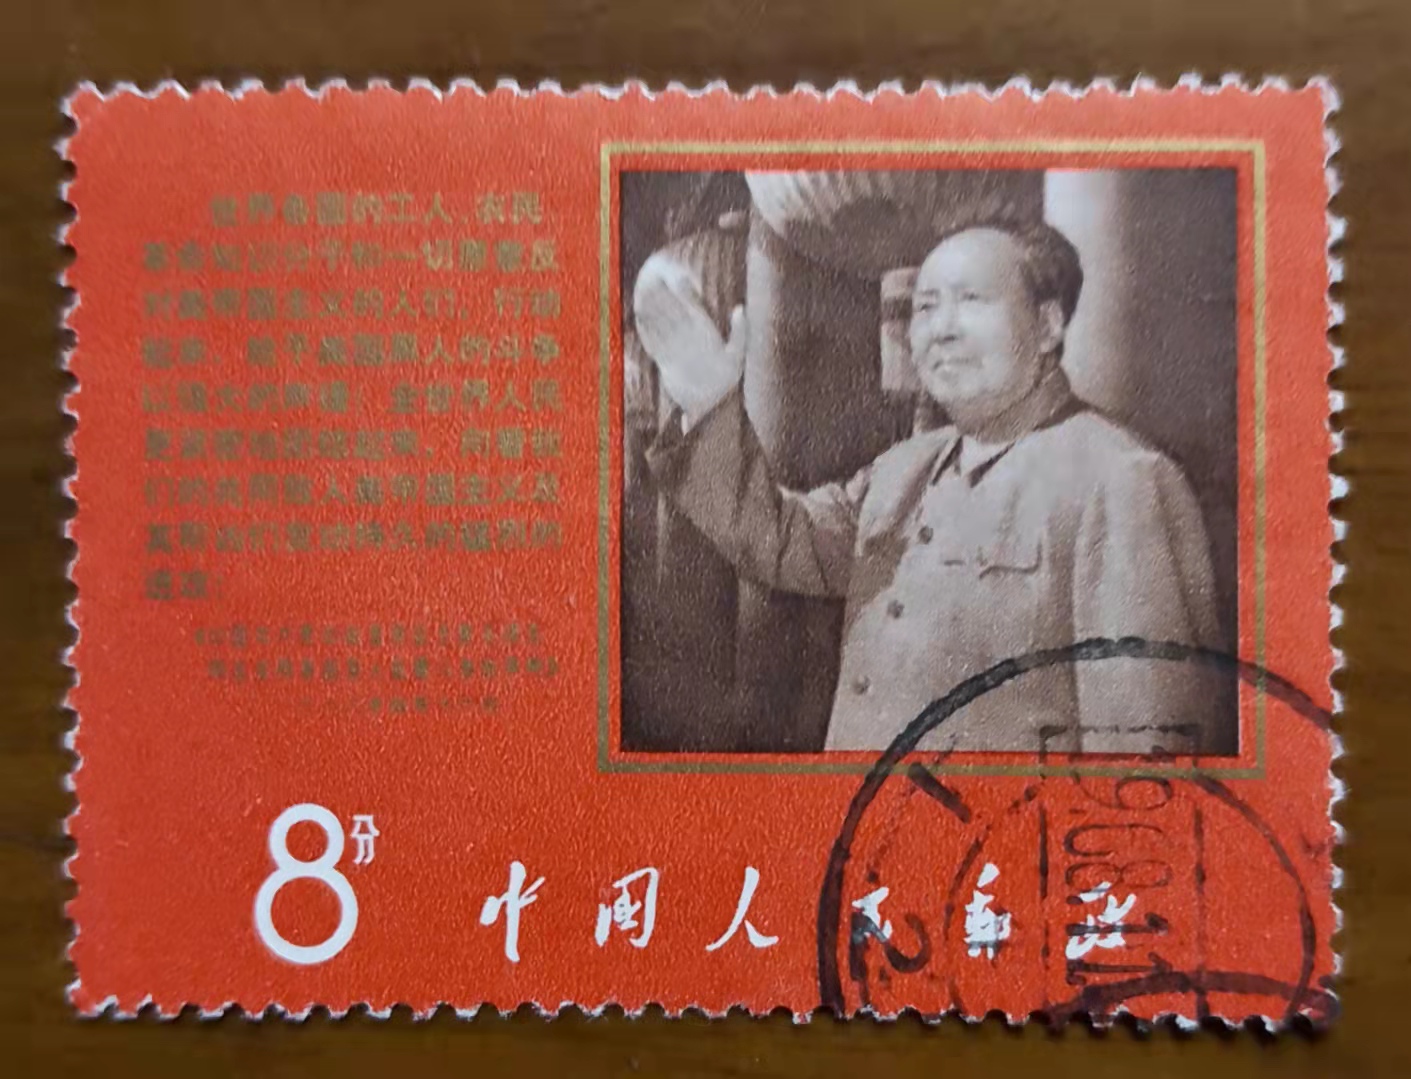 世界各国的工人、农民、
革命知识分子和一切愿意反
对美帝国主义的人们,行动
起来,给予美国黑人的斗争
以强大的声援!全世界人民
更紧密地团结起来,向着我
们的共同敌人美帝国主义及
其帮凶们发动持久的猛烈的
进攻!
8分
中国人民邮政
1968.11
2